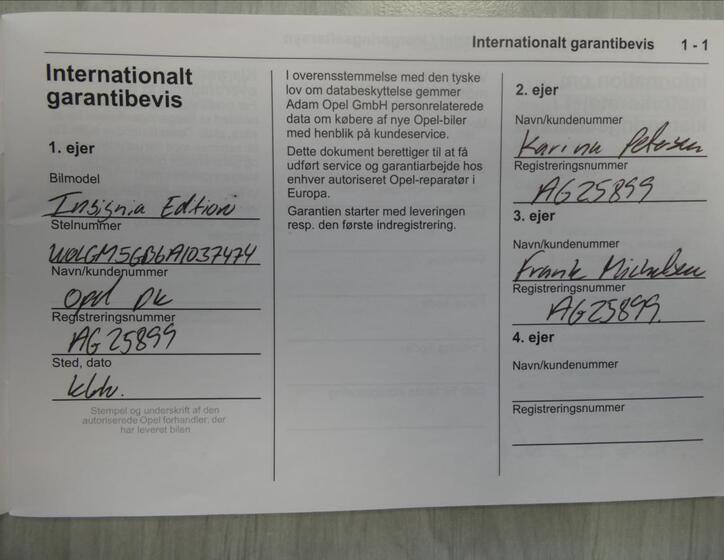 Internationalt garantibevis 1 - 1
Internationalt
garantibevis
1. ejer
Bilmodel
Insignia Edtion
Stelnummer
W0LGM5GD6A1037474
Navn/kundenummer
Opel DK
Registreringsnummer
AG 25899
Sted, dato
kbh.
Stempel og underskrift af den
autoriserede Opel forhandler, der
har leveret bilen
I overensstemmelse med den tyske
lov om databeskyttelse gemmer
Adam Opel GmbH personrelaterede
data om købere af nye Opel-biler
med henblik på kundeservice.
Dette dokument berettiger til at få
udført service og garantiarbejde hos
enhver autoriseret Opel-reparatør i
Europa.
Garantien starter med leveringen
resp. den første indregistrering.
2. ejer
Navn/kundenummer
Karina Petersen
Registreringsnummer
AG25899
3. ejer
Navn/kundenummer
Frank Michelsen
Registreringsnummer
AG25899
4. ejer
Navn/kundenummer
Registreringsnummer